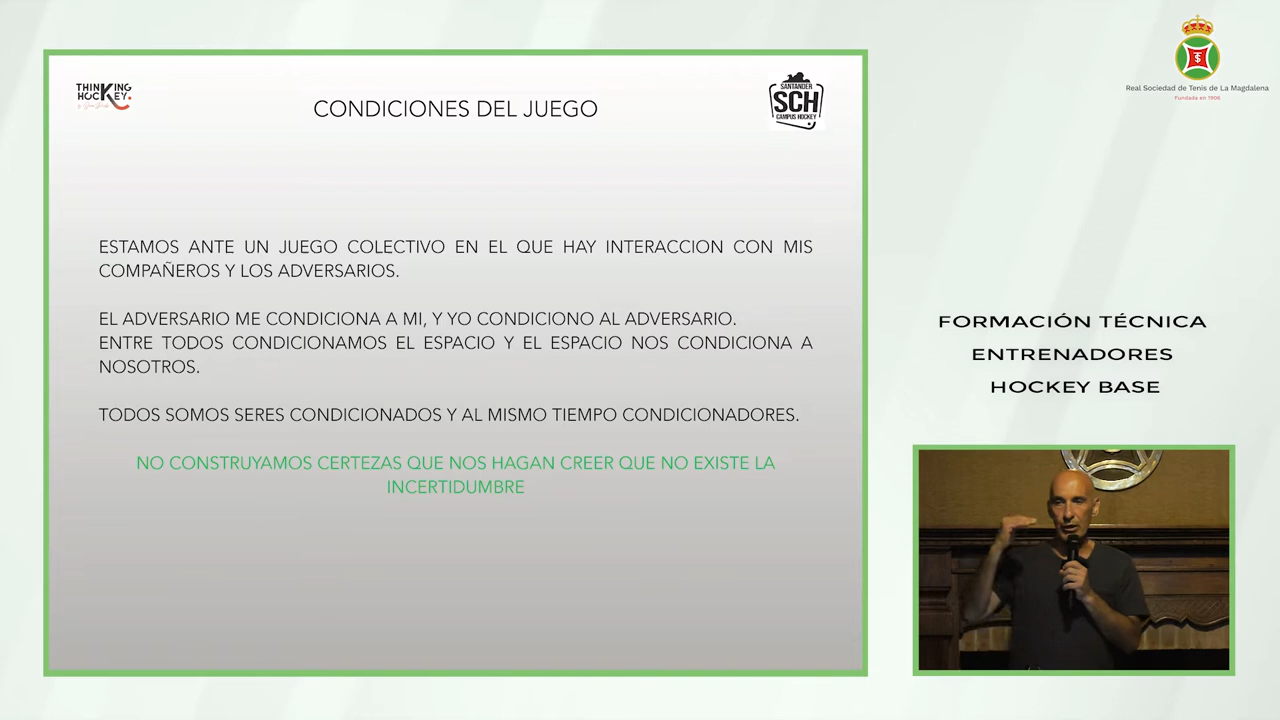 THINKING
HOCKEY.
CONDICIONES DEL JUEGO
SANTANDER
SCH
CAMPUS HOCKEY
Real Sociedad de Tenis de La Magdalena
Fundada en 1906
ESTAMOS ANTE UN JUEGO COLECTIVO EN EL QUE HAY INTERACCION CON MIS
COMPAÑEROS Y LOS ADVERSARIOS.
EL ADVERSARIO ME CONDICIONA A MI, Y YO CONDICIONO AL ADVERSARIO.
ENTRE TODOS CONDICIONAMOS EL ESPACIO Y EL ESPACIO NOS CONDICIONA A
NOSOTROS.
TODOS SOMOS SERES CONDICIONADOS Y AL MISMO TIEMPO CONDICIONADORES.
NO CONSTRUYAMOS CERTEZAS QUE NOS HAGAN CREER QUE NO EXISTE LA
INCERTIDUMBRE
FORMACIÓN TÉCNICA
ENTRENADORES
HOCKEY BASE